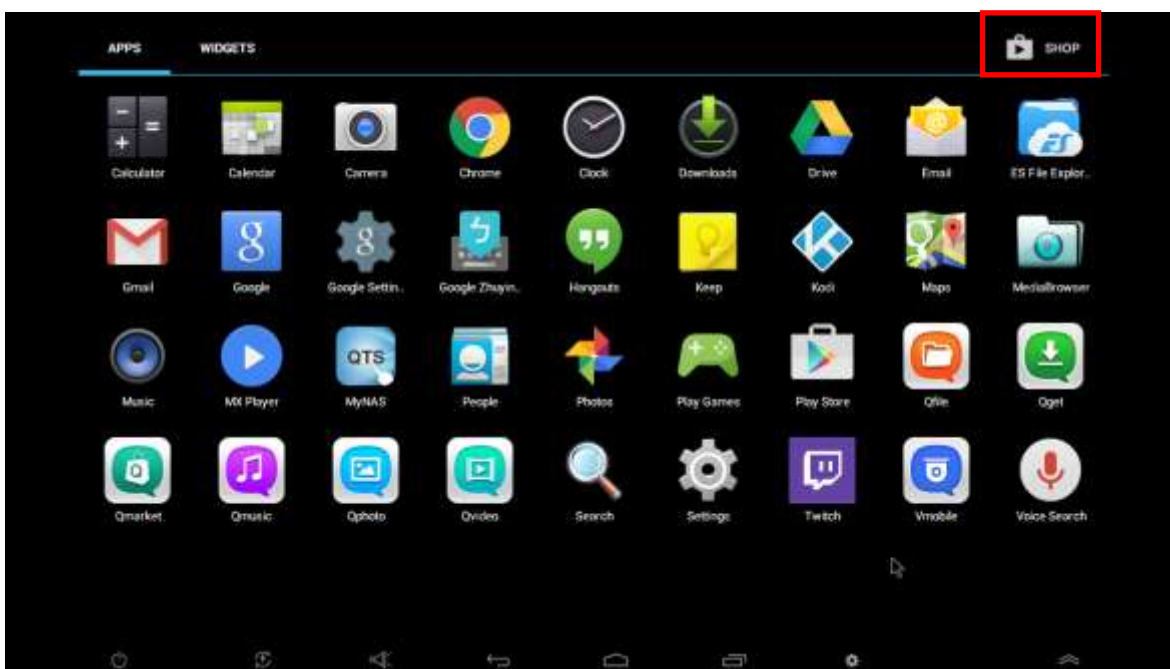 APPS WIDGETS SHOP
Calculator Calendar Camera Chrome Clock Downloads Drive Email ES File Explor..
Gmail Google Google Settin.. Google Zhuyin.. Hangouts Keep Kodi Maps MediaBrowser
QTS
Music MX Player MyNAS People Photos Play Games Play Store Qfile Qget
Qmarket Qmusic Qphoto Qvideo Search Settings Twitch Vmobile Voice Search